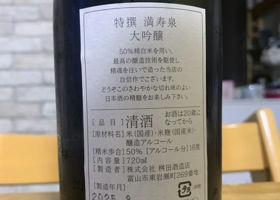 特撰 満寿泉
大吟醸
50%精白米を用い、
最高の醸造技術を駆使し
精魂を注いで造った当店の
自信作でございます。
どうぞこのさわやかな切れ味のよい
日本酒の精髄をお楽しみ下さい。
お酒は20歳に
なってから
[品目] 清酒
[原材料名]米(国産)・米麹(国産米)・
醸造アルコール
[精米歩合]50% [アルコール分]16度
[内容量]720ml
[製造者]株式会社 桝田酒造店
富山市東岩瀬町269番地
[製造年月]
2025.9